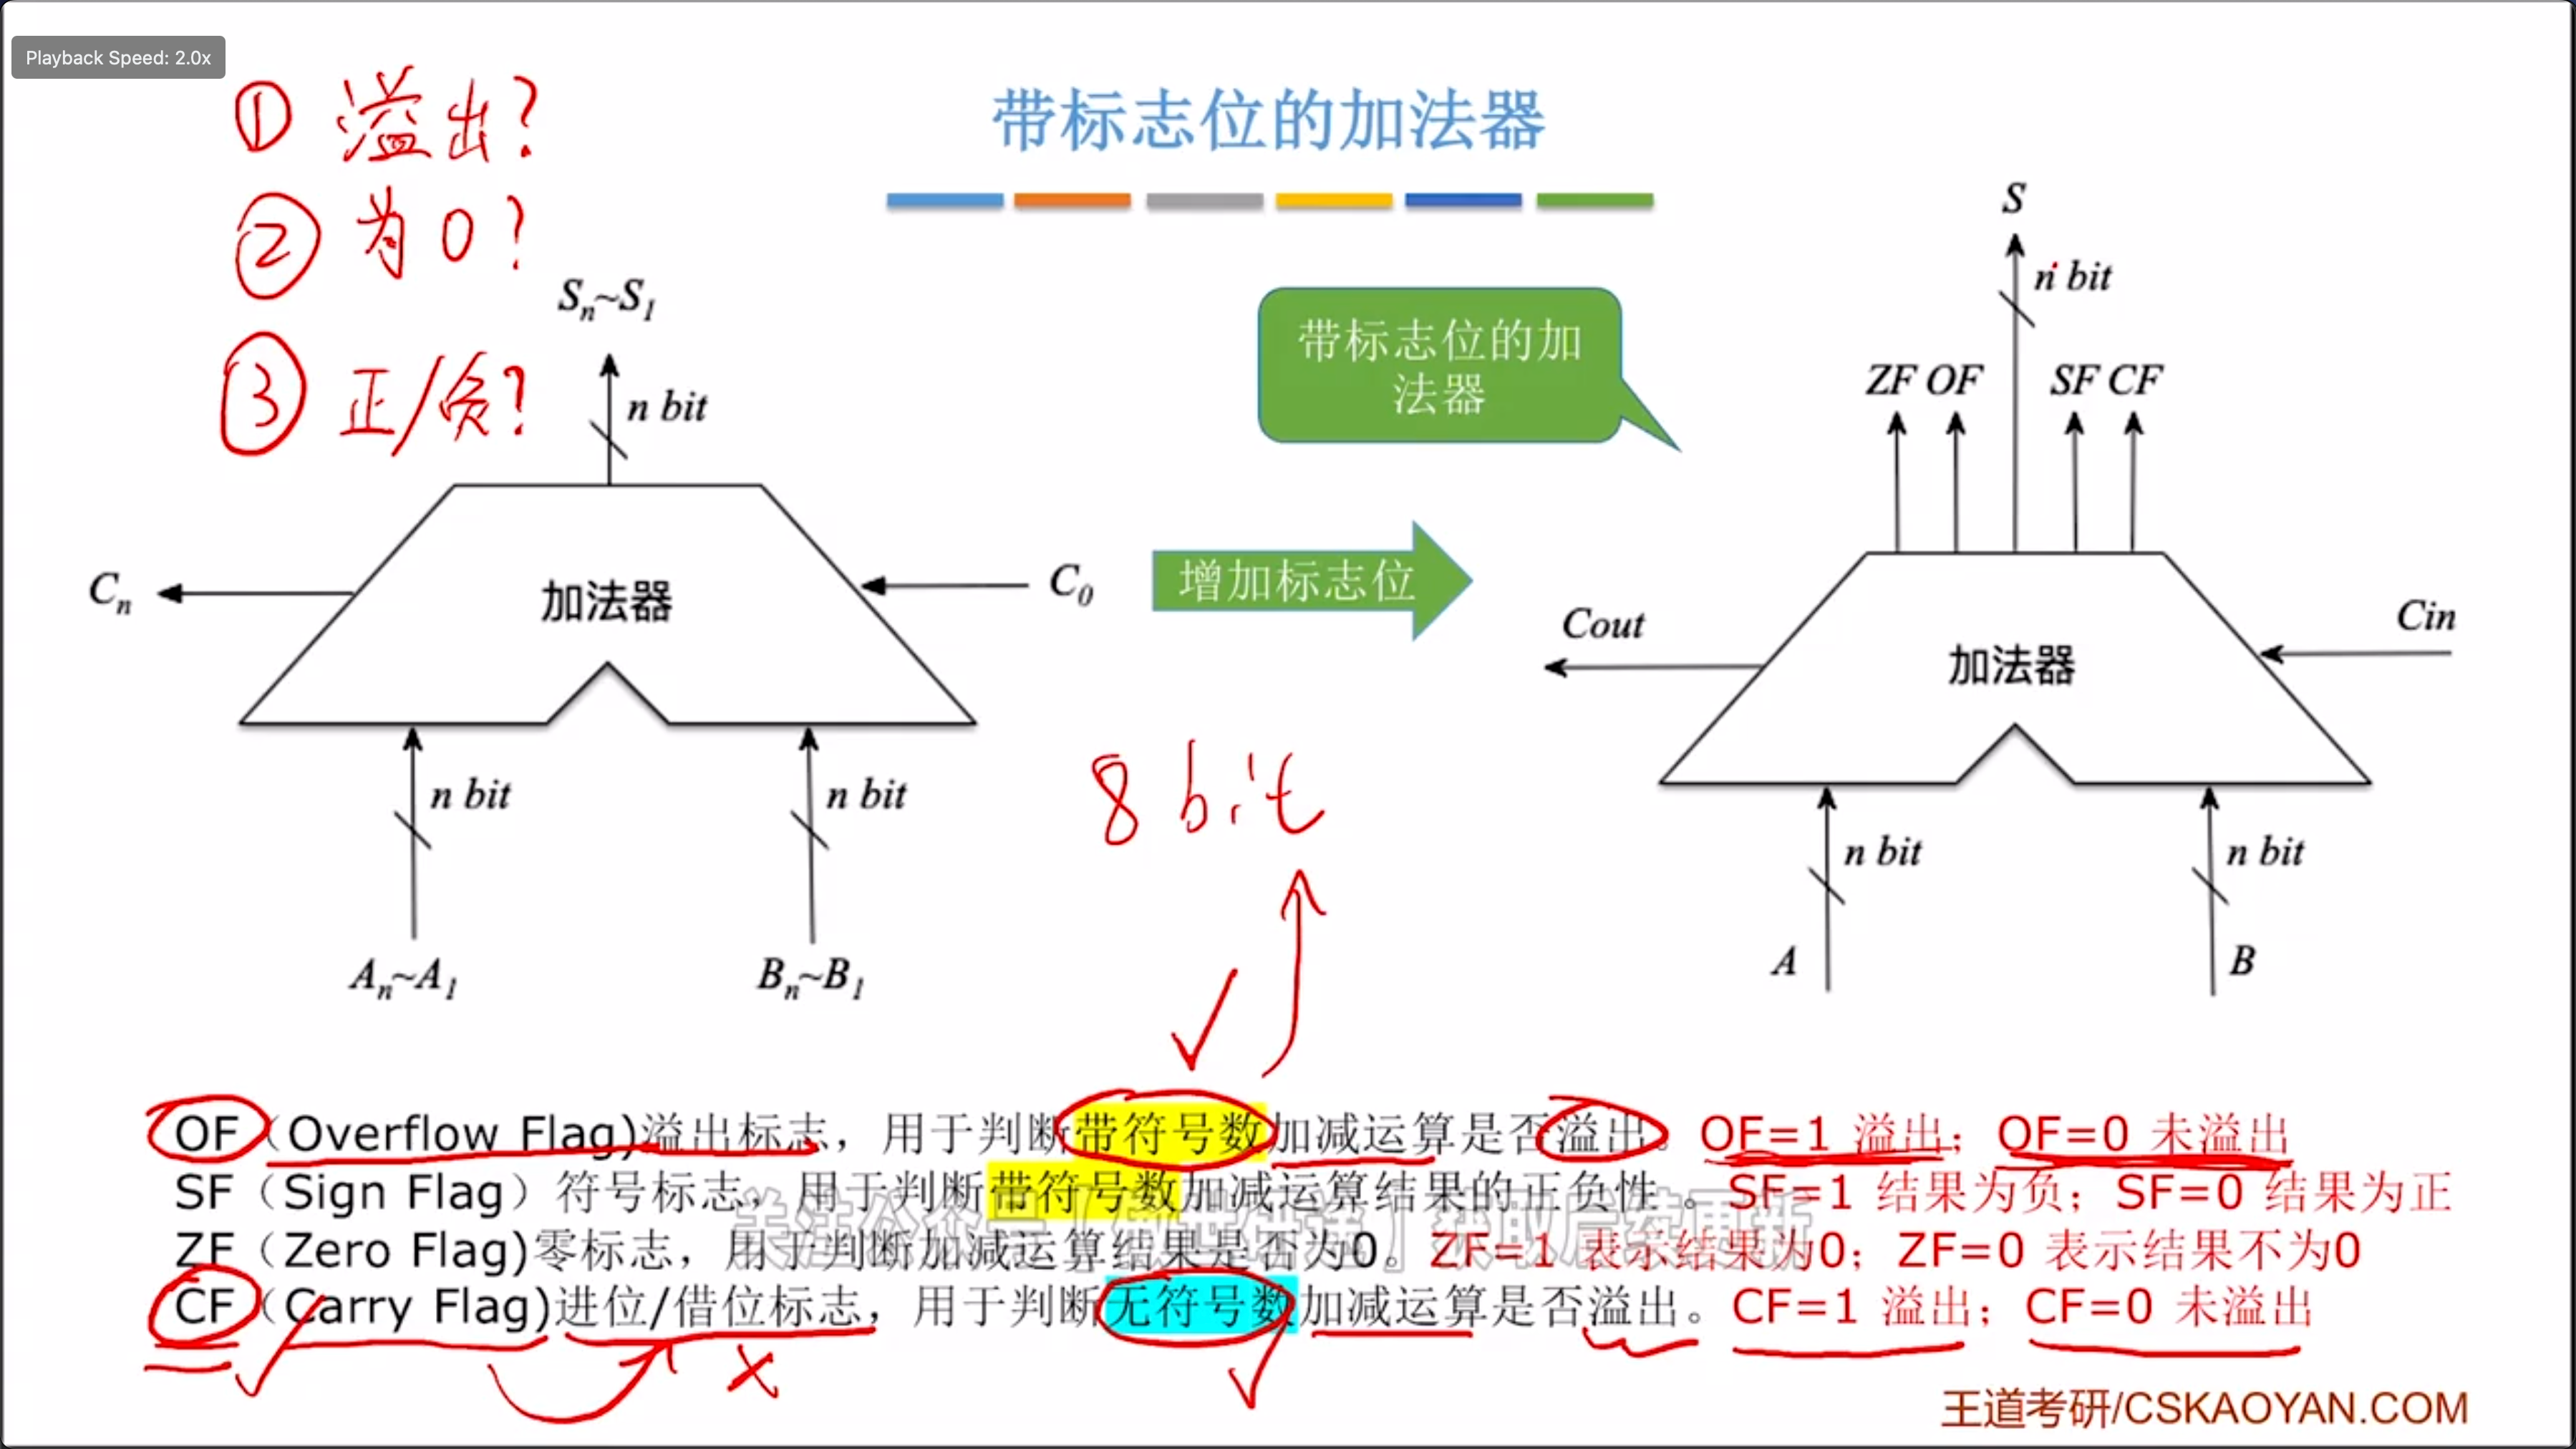 Playback Speed: 2.0x
① 溢出?
② 为0?
③ 正/负?
带标志位的加法器
Sn~S1
n bit
Cn
加法器
C0
n bit
n bit
An~A1
Bn~B1
带标志位的加
法器
增加标志位
8 bit
S
n bit
ZF OF SF CF
Cout
加法器
Cin
n bit
n bit
A
B
OF（Overflow Flag)溢出标志，用于判断带符号数加减运算是否溢出。OF=1 溢出；OF=0 未溢出
SF（Sign Flag）符号标志，用于判断带符号数加减运算结果的正负性 。SF=1 结果为负；SF=0 结果为正
ZF（Zero Flag)零标志，用于判断加减运算结果是否为0。ZF=1 表示结果为0；ZF=0 表示结果不为0
CF（Carry Flag)进位/借位标志，用于判断无符号数加减运算是否溢出。CF=1 溢出；CF=0 未溢出
王道考研/CSKAOYAN.COM